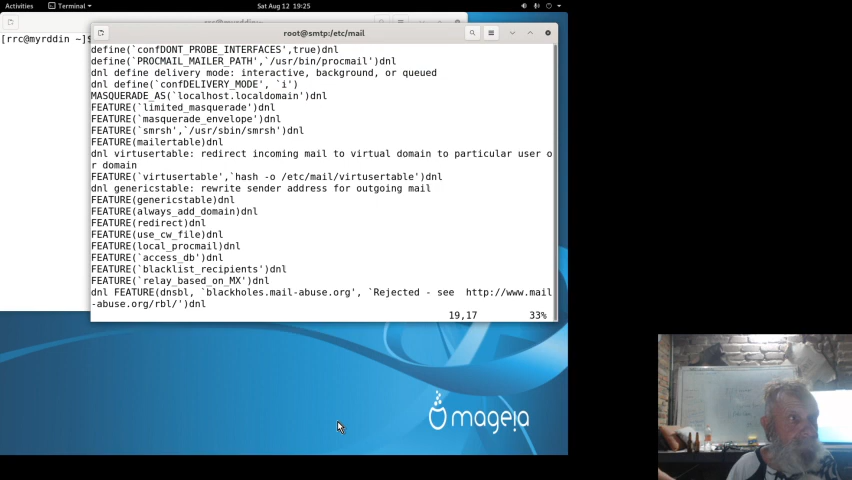 Activities
Terminal
Sat Aug 12 19:25
[rrc@myrddin ~]$
root@smtp:/etc/mail
define(`confDONT_PROBE_INTERFACES',true)dnl
define(`PROCMAIL_MAILER_PATH',`/usr/bin/procmail')dnl
dnl define delivery mode: interactive, background, or queued
dnl define(`confDELIVERY_MODE', `i')
MASQUERADE_AS(`localhost.localdomain')dnl
FEATURE(`limited_masquerade')dnl
FEATURE(`masquerade_envelope')dnl
FEATURE(`smrsh',`/usr/sbin/smrsh')dnl
FEATURE(mailertable)dnl
dnl virtusertable: redirect incoming mail to virtual domain to particular user o
r domain
FEATURE(`virtusertable',`hash -o /etc/mail/virtusertable')dnl
dnl genericstable: rewrite sender address for outgoing mail
FEATURE(genericstable)dnl
FEATURE(always_add_domain)dnl
FEATURE(redirect)dnl
FEATURE(use_cw_file)dnl
FEATURE(local_procmail)dnl
FEATURE(`access_db')dnl
FEATURE(`blacklist_recipients')dnl
FEATURE(`relay_based_on_MX')dnl
dnl FEATURE(dnsbl, `blackholes.mail-abuse.org', `Rejected - see  http://www.mail
-abuse.org/rbl/')dnl
19,17 33%
mageia